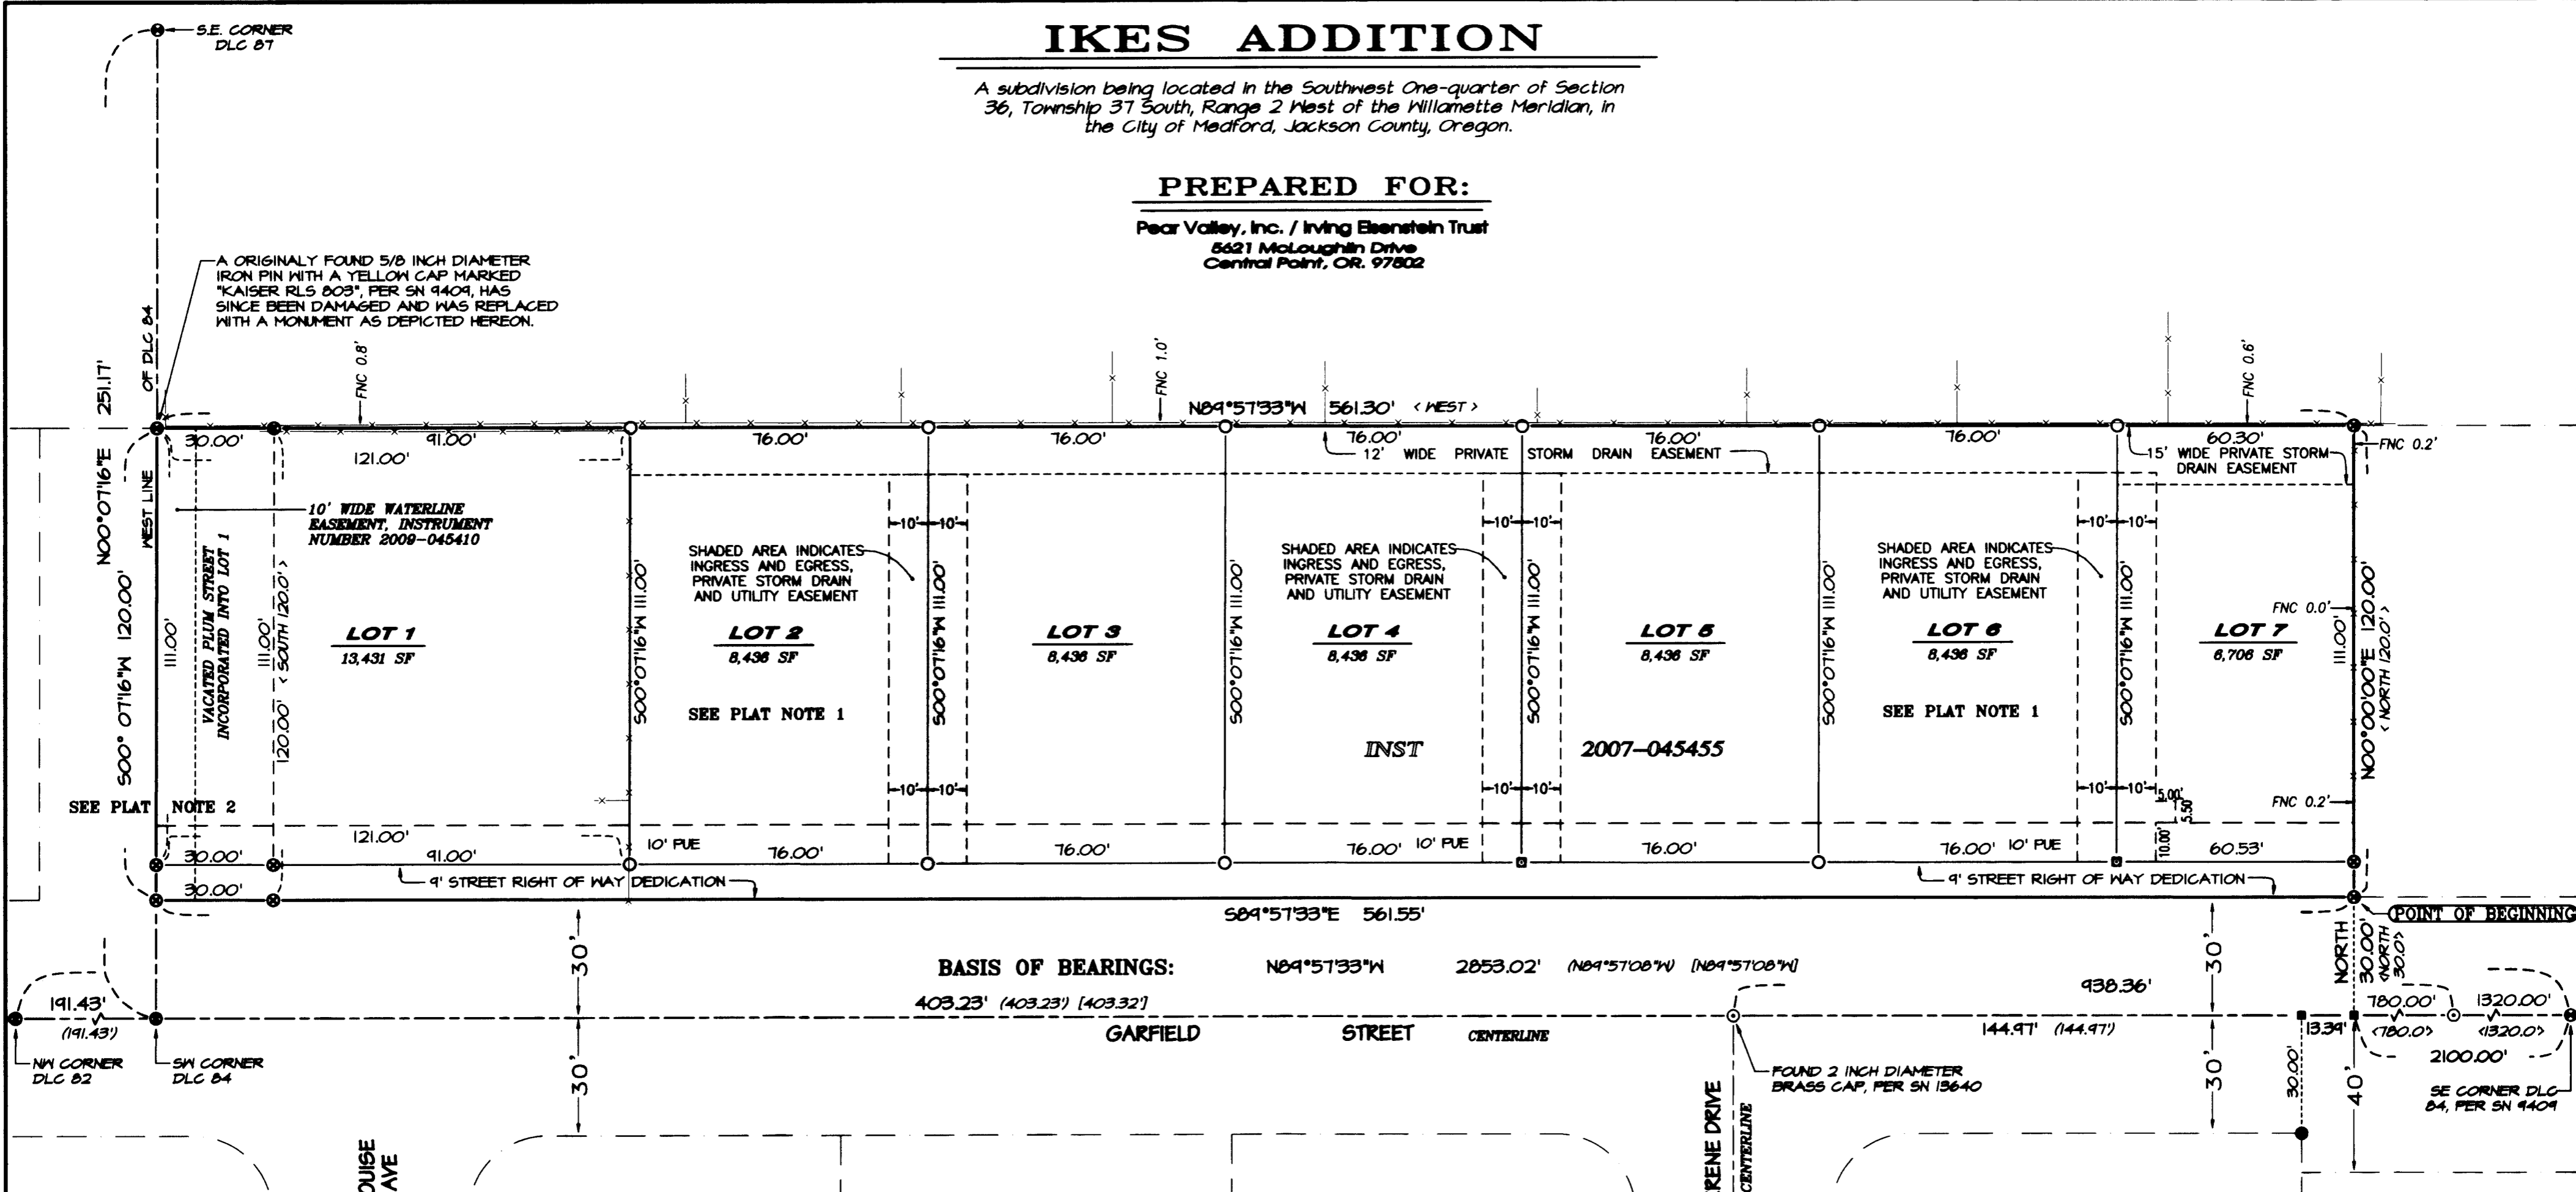 IKES ADDITION
A subdivision being located in the Southwest One-quarter of Section
36, Township 37 South, Range 2 West of the Willamette Meridian, in
the City of Medford, Jackson County, Oregon.
PREPARED FOR:
Pear Valley, Inc. / Irving Eisenstein Trust
5621 McLoughlin Drive
Central Point, OR. 97502
S.E. CORNER
DLC 87
A ORIGINALY FOUND 5/8 INCH DIAMETER
IRON PIN WITH A YELLOW CAP MARKED
"KAISER RLS 803", PER SN 9409, HAS
SINCE BEEN DAMAGED AND WAS REPLACED
WITH A MONUMENT AS DEPICTED HEREON.
N00°07'16"E 251.17'
WEST LINE OF DLC 84
FNC 0.8'
FNC 1.0'
FNC 0.6'
N89°57'33"W 561.30' <WEST>
30.00'
91.00'
121.00'
76.00'
76.00'
76.00'
76.00'
76.00'
60.30'
FNC 0.2'
12' WIDE PRIVATE STORM DRAIN EASEMENT
15' WIDE PRIVATE STORM
DRAIN EASEMENT
10' WIDE WATERLINE
EASEMENT, INSTRUMENT
NUMBER 2009-045410
10' 10'
10' 10'
10' 10'
SHADED AREA INDICATES
INGRESS AND EGRESS,
PRIVATE STORM DRAIN
AND UTILITY EASEMENT
SHADED AREA INDICATES
INGRESS AND EGRESS,
PRIVATE STORM DRAIN
AND UTILITY EASEMENT
SHADED AREA INDICATES
INGRESS AND EGRESS,
PRIVATE STORM DRAIN
AND UTILITY EASEMENT
S00° 07'16"W 120.00'
111.00'
VACATED PLUM STREET
INCORPORATED INTO LOT 1
111.00'
120.00' <SOUTH 120.0'>
LOT 1
13,431 SF
S00°07'16"W 111.00'
LOT 2
8,436 SF
SEE PLAT NOTE 1
S00°07'16"W 111.00'
LOT 3
8,436 SF
S00°07'16"W 111.00'
LOT 4
8,436 SF
S00°07'16"W 111.00'
LOT 5
8,436 SF
S00°07'16"W 111.00'
LOT 6
8,436 SF
SEE PLAT NOTE 1
S00°07'16"W 111.00'
LOT 7
6,706 SF
FNC 0.0'
111.00'
N00°00'00"E 120.00'
<NORTH 120.0'>
INST 2007-045455
10' 10'
10' 10'
10' 10'
5.00'
5.50
10.00'
FNC 0.2'
SEE PLAT NOTE 2
121.00'
30.00'
91.00'
10' PUE
76.00'
76.00'
76.00'
10' PUE
76.00'
76.00'
10' PUE
60.53'
30.00'
9' STREET RIGHT OF WAY DEDICATION
9' STREET RIGHT OF WAY DEDICATION
S89°57'33"E 561.55'
POINT OF BEGINNING
30'
30'
NORTH
30.00'
<NORTH
30.0'>
BASIS OF BEARINGS: N89°57'33"W 2853.02' (N89°57'08"W) [N89°57'08"W]
191.43'
(191.43')
403.23' (403.23') [403.32']
938.36'
780.00'
<780.0>
1320.00'
<1320.0>
GARFIELD STREET CENTERLINE
144.97' (144.97')
13.39'
2100.00'
NW CORNER
DLC 82
SW CORNER
DLC 84
30'
30'
30.00'
40'
FOUND 2 INCH DIAMETER
BRASS CAP, PER SN 13640
SE CORNER DLC
84, PER SN 9409
OUISE
AVE
RENE DRIVE
CENTERLINE